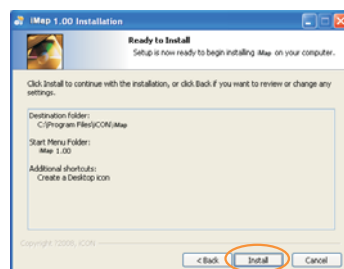 iMap 1.00 Installation
Ready to Install
Setup is now ready to begin installing iMap on your computer.
Click Install to continue with the installation, or click Back if you want to review or change any
settings.
Destination folder:
C:\Program Files\iCON\iMap
Start Menu Folder:
iMap 1.00
Additional shortcuts:
Create a Desktop icon
Copyright ?2008, iCON
< Back
Install
Cancel